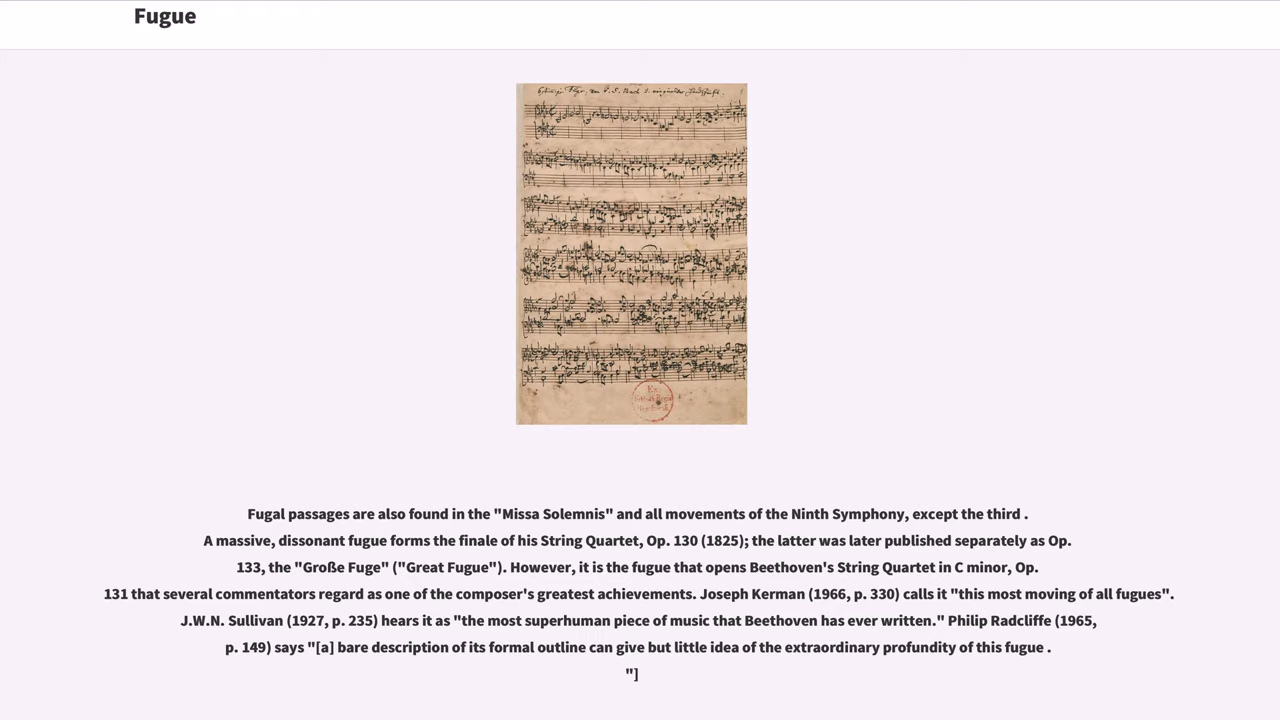 Fugue
Fugal passages are also found in the "Missa Solemnis" and all movements of the Ninth Symphony, except the third .
A massive, dissonant fugue forms the finale of his String Quartet, Op. 130 (1825); the latter was later published separately as Op.
133, the "Große Fuge" ("Great Fugue"). However, it is the fugue that opens Beethoven's String Quartet in C minor, Op.
131 that several commentators regard as one of the composer's greatest achievements. Joseph Kerman (1966, p. 330) calls it "this most moving of all fugues".
J.W.N. Sullivan (1927, p. 235) hears it as "the most superhuman piece of music that Beethoven has ever written." Philip Radcliffe (1965,
p. 149) says "[a] bare description of its formal outline can give but little idea of the extraordinary profundity of this fugue .
"]